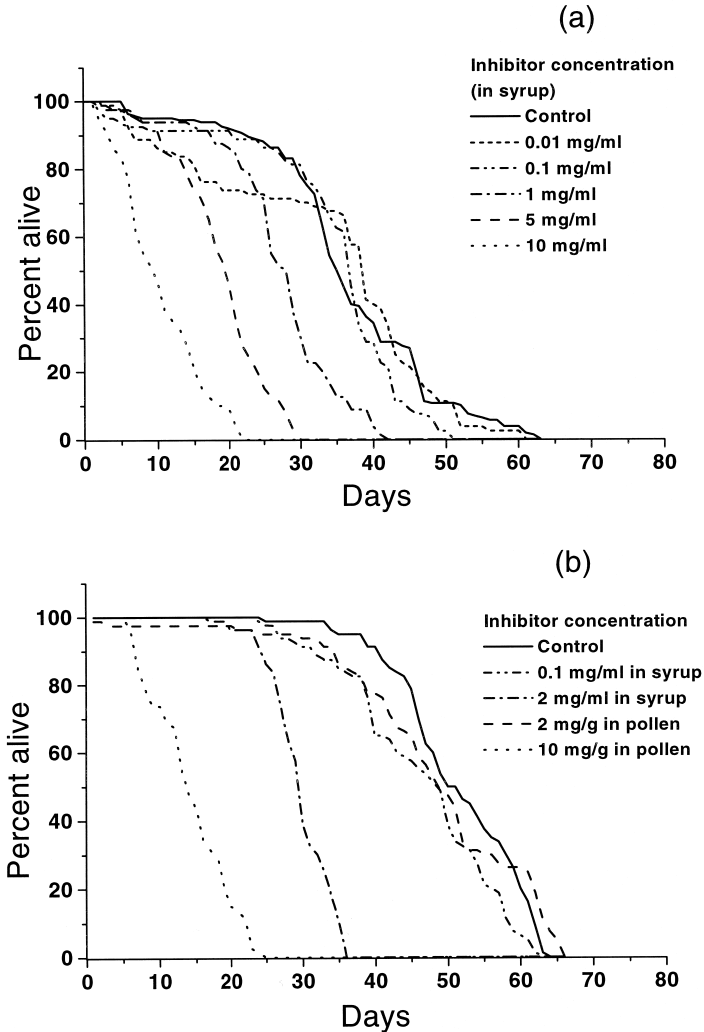 (a)
Inhibitor concentration
(in syrup)
Control
0.01 mg/ml
0.1 mg/ml
1 mg/ml
5 mg/ml
10 mg/ml
Percent alive
100
80
60
40
20
0
0 10 20 30 40 50 60 70 80
Days
(b)
Inhibitor concentration
Control
0.1 mg/ml in syrup
2 mg/ml in syrup
2 mg/g in pollen
10 mg/g in pollen
Percent alive
100
80
60
40
20
0
0 10 20 30 40 50 60 70 80
Days